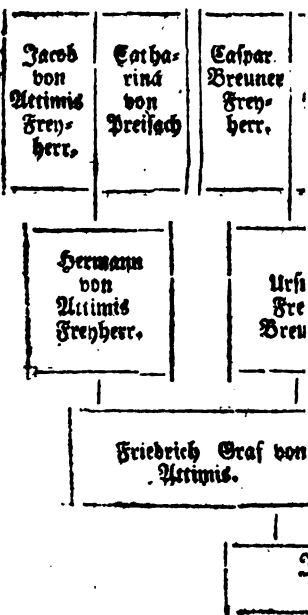 Jacob
von
Attimis
Frey=
herr.
Catha=
rina
von
Preisach
Caspar
Breuner
Frey=
herr.
Hermann
von
Attimis
Freyherr.
Friedrich Graf von
Attimis.